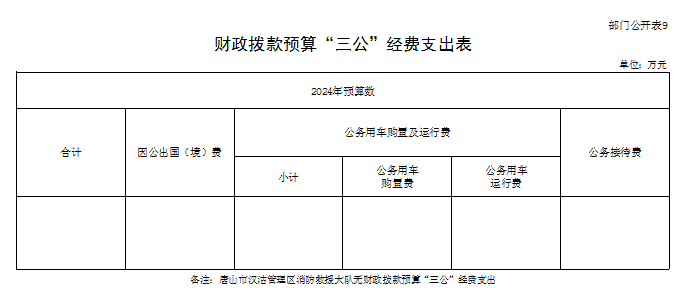 部门公开表9
财政拨款预算“三公”经费支出表
单位：万元
2024年预算数
合计
因公出国（境）费
公务用车购置及运行费
公务接待费
小计
公务用车
购置费
公务用车
运行费
备注：唐山市汉沽管理区消防救援大队无财政拨款预算“三公”经费支出